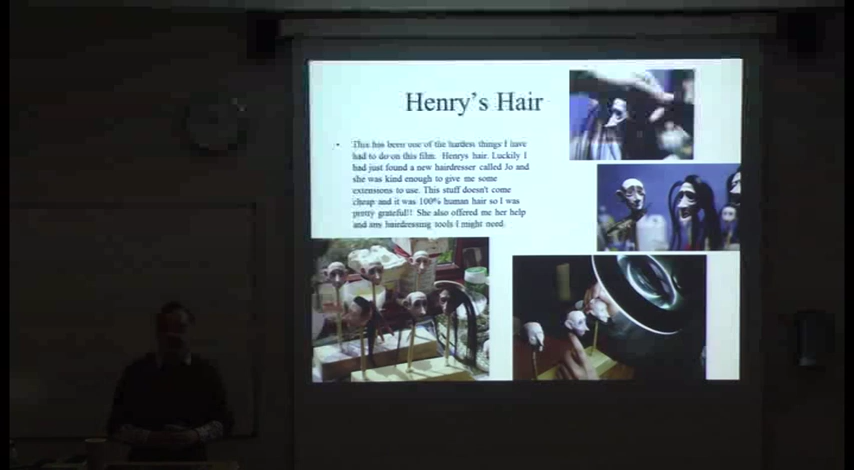 Henry's Hair
• This has been one of the hardest things I have
had to do on this film. Henrys hair. Luckily I
had just found a new hairdresser called Jo and
she was kind enough to give me some
extensions to use. This stuff doesn't come
cheap and it was 100% human hair so I was
pretty grateful!! She also offered me her help
and any hairdressing tools I might need.